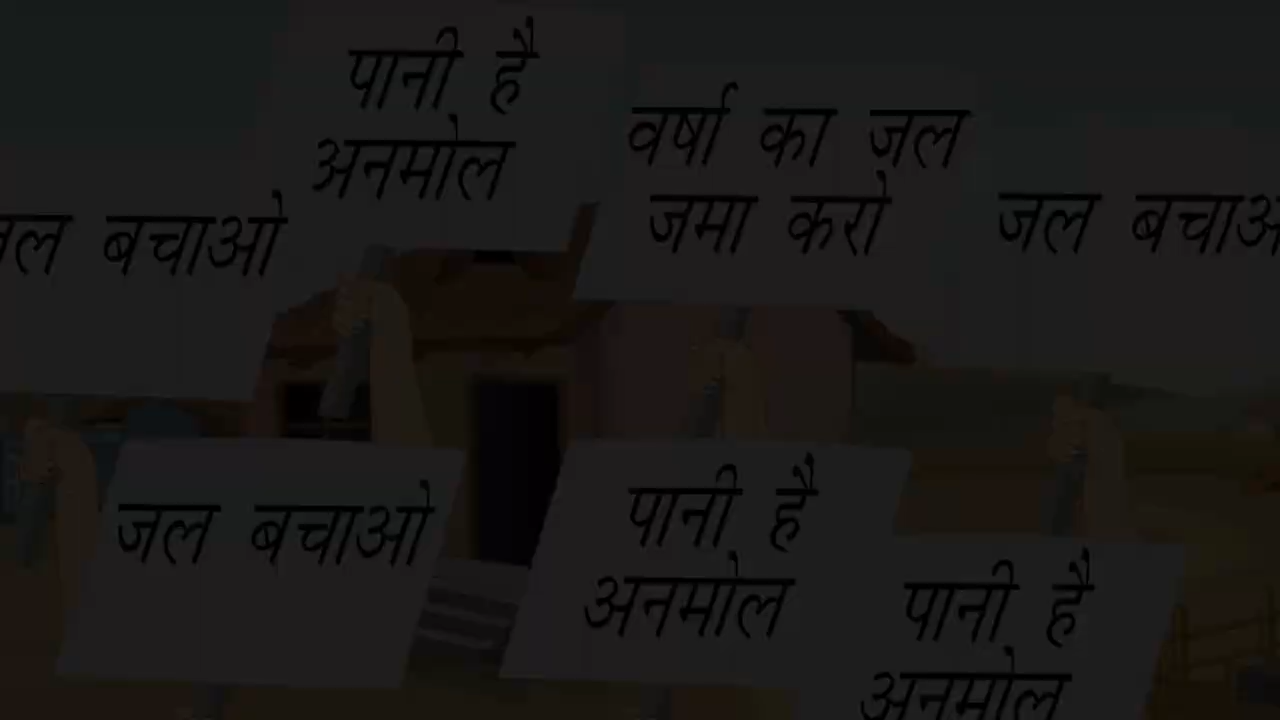 पानी है
अनमोल
वर्षा का जल
जमा करो
जल बचाओ
जल बचाओ
जल बचाओ
पानी है
अनमोल
पानी है
अनमोल